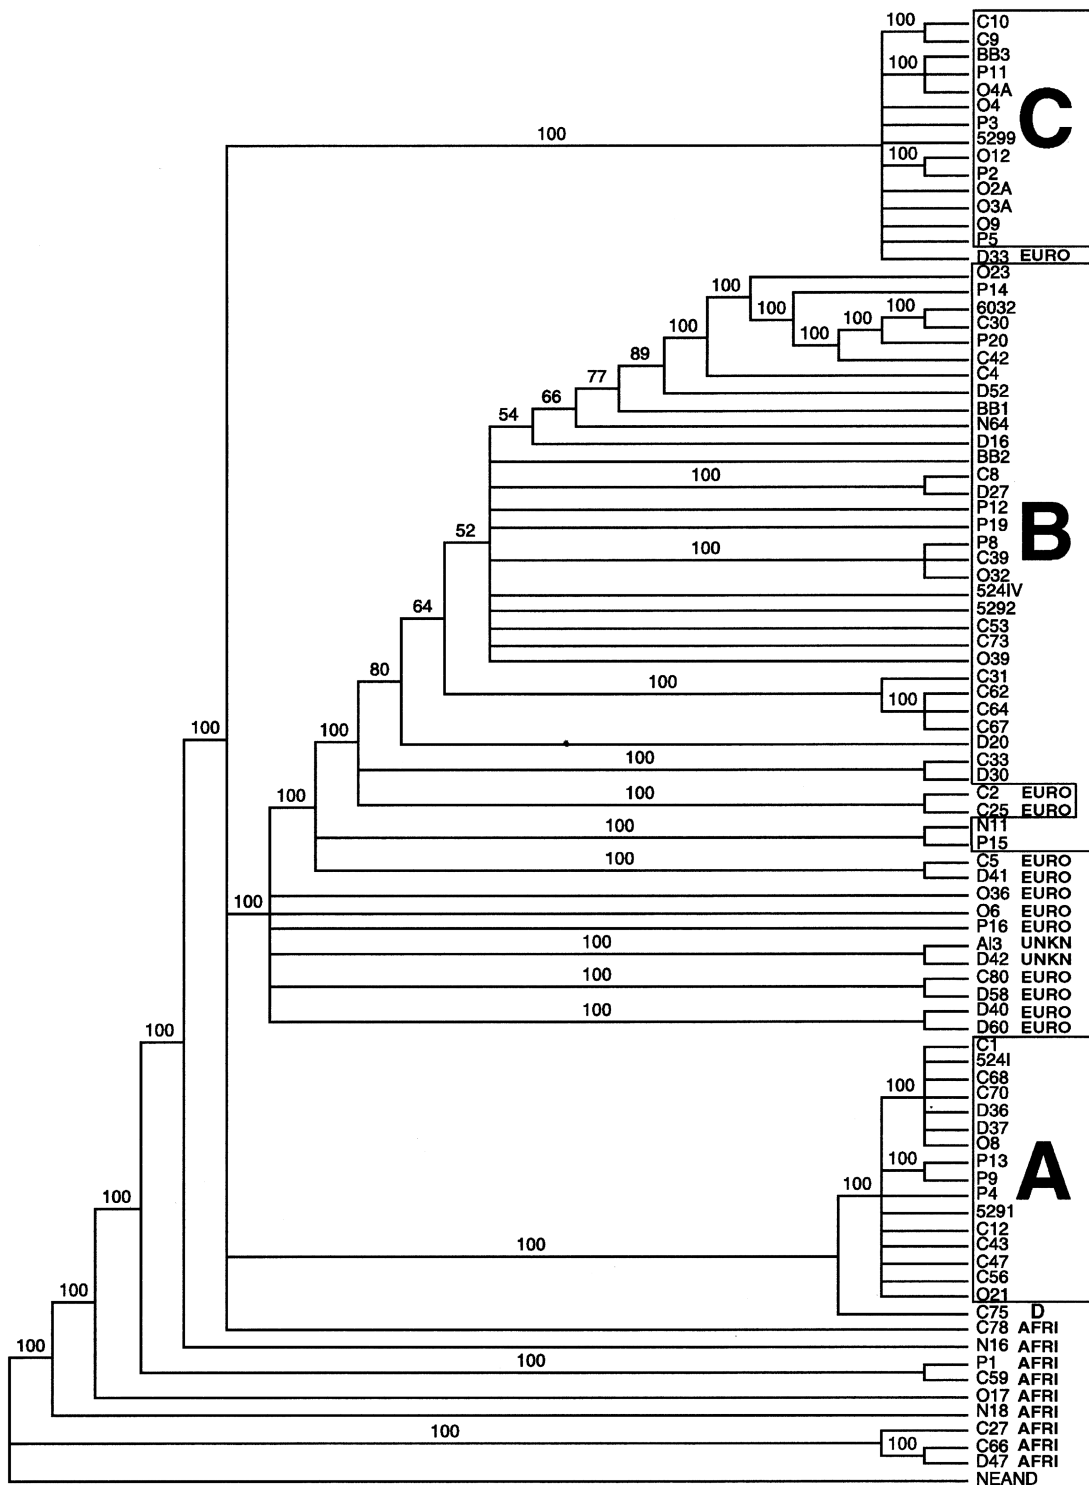 100 C10
C9
BB3
100 P11
O4A
O4
P3
C
100
5299
100 O12
P2
O2A
O3A
O9
P5
D33 EURO
O23
100
P14
100 100 6032
100 C30
100 100 P20
C42
89 C4
77 D52
66 BB1
54 N64
D16
BB2
100 C8
D27
P12
P19
52 B
100 P8
C39
O32
524IV
5292
64 C53
C73
O39
80 C31
100 C62
100 C64
C67
100 100 D20
100 C33
D30
100 100 C2 EURO
C25 EURO
100 N11
P15
100 C5 EURO
D41 EURO
O36 EURO
100 O6 EURO
P16 EURO
100 AI3 UNKN
D42 UNKN
100 C80 EURO
D58 EURO
100 D40 EURO
D60 EURO
100 C1
524I
C68
100 C70
D36
D37
O8
100 P13
P9
A
100 P4
100 5291
C12
100 C43
C47
C56
100 O21
C75 D
C78 AFRI
100 N16 AFRI
100 P1 AFRI
C59 AFRI
O17 AFRI
N18 AFRI
100 C27 AFRI
100 C66 AFRI
D47 AFRI
NEAND